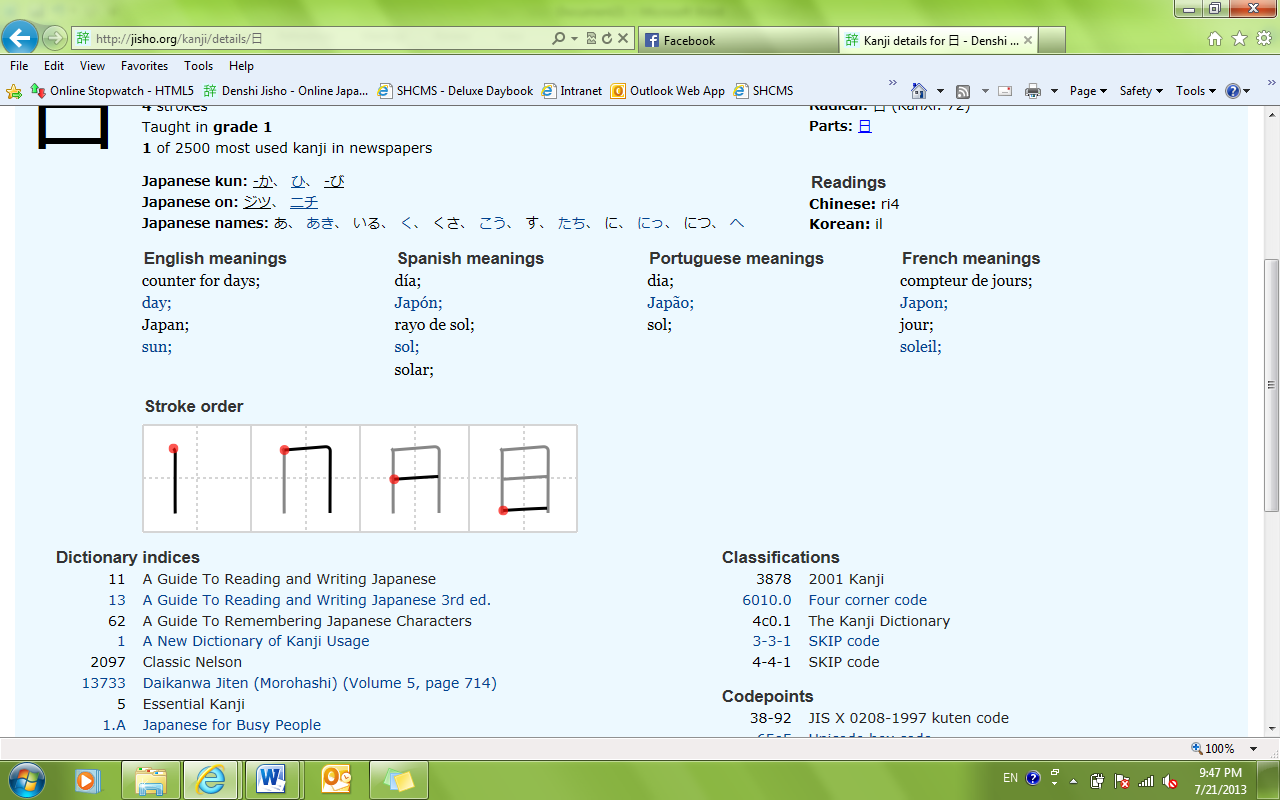 http://jisho.org/kanji/details/日
Facebook
辞 Kanji details for 日 - Denshi ...
File Edit View Favorites Tools Help
Online Stopwatch - HTML5 辞 Denshi Jisho - Online Japa... SHCMS - Deluxe Daybook Intranet Outlook Web App SHCMS
Page Safety Tools
4 strokes
Radical: 日 (KanXi: 72)
Taught in grade 1
Parts: 日
1 of 2500 most used kanji in newspapers
Japanese kun: -か、 ひ、 -び
Japanese on: ジツ、 ニチ
Japanese names: あ、 あき、 いる、 く、 くさ、 こう、 す、 たち、 に、 にっ、 につ、 へ
Readings
Chinese: ri4
Korean: il
English meanings
counter for days;
day;
Japan;
sun;
Spanish meanings
día;
Japón;
rayo de sol;
sol;
solar;
Portuguese meanings
dia;
Japão;
sol;
French meanings
compteur de jours;
Japon;
jour;
soleil;
Stroke order
Dictionary indices
11 A Guide To Reading and Writing Japanese
13 A Guide To Reading and Writing Japanese 3rd ed.
62 A Guide To Remembering Japanese Characters
1 A New Dictionary of Kanji Usage
2097 Classic Nelson
13733 Daikanwa Jiten (Morohashi) (Volume 5, page 714)
5 Essential Kanji
1.A Japanese for Busy People
Classifications
3878 2001 Kanji
6010.0 Four corner code
4c0.1 The Kanji Dictionary
3-3-1 SKIP code
4-4-1 SKIP code
Codepoints
38-92 JIS X 0208-1997 kuten code
100%
EN
9:47 PM
7/21/2013